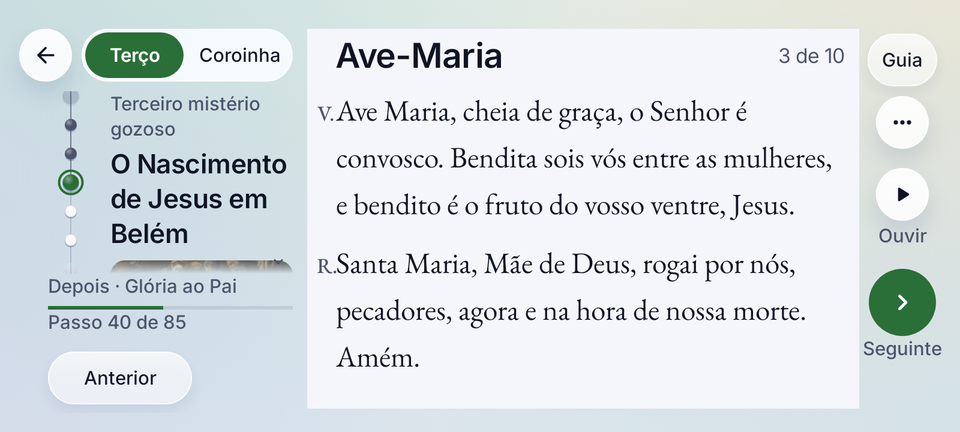 Terço
Coroinha
Terceiro mistério
gozoso
O Nascimento
de Jesus em
Belém
Depois · Glória ao Pai
Passo 40 de 85
Anterior
Ave-Maria
3 de 10
V. Ave Maria, cheia de graça, o Senhor é
convosco. Bendita sois vós entre as mulheres,
e bendito é o fruto do vosso ventre, Jesus.
R. Santa Maria, Mãe de Deus, rogai por nós,
pecadores, agora e na hora de nossa morte.
Amém.
Guia
Ouvir
Seguinte